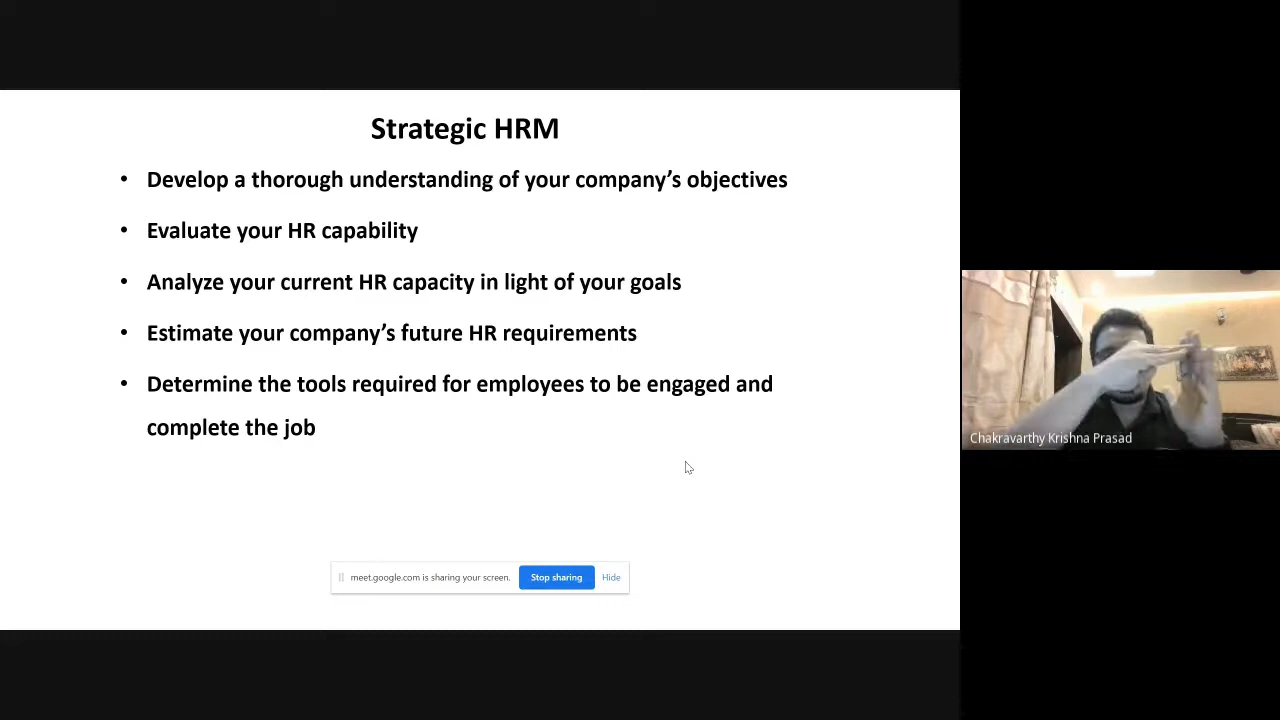 Strategic HRM
• Develop a thorough understanding of your company’s objectives
• Evaluate your HR capability
• Analyze your current HR capacity in light of your goals
• Estimate your company’s future HR requirements
• Determine the tools required for employees to be engaged and
complete the job
meet.google.com is sharing your screen. Stop sharing Hide
Chakravarthy Krishna Prasad